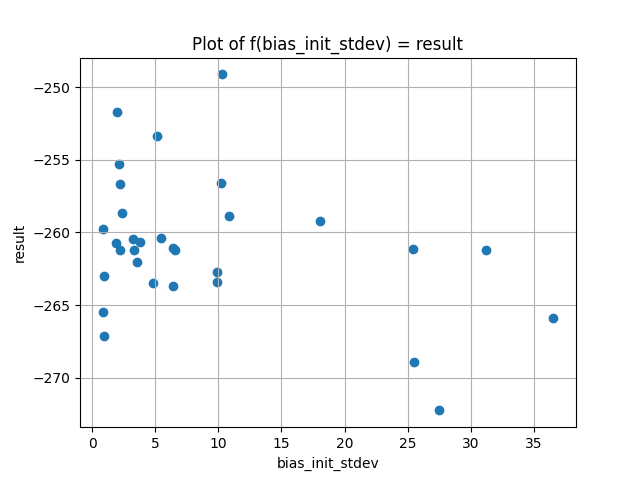 Plot of f(bias_init_stdev) = result
−250
−255
−260
−265
−270
result
0 5 10 15 20 25 30 35
bias_init_stdev